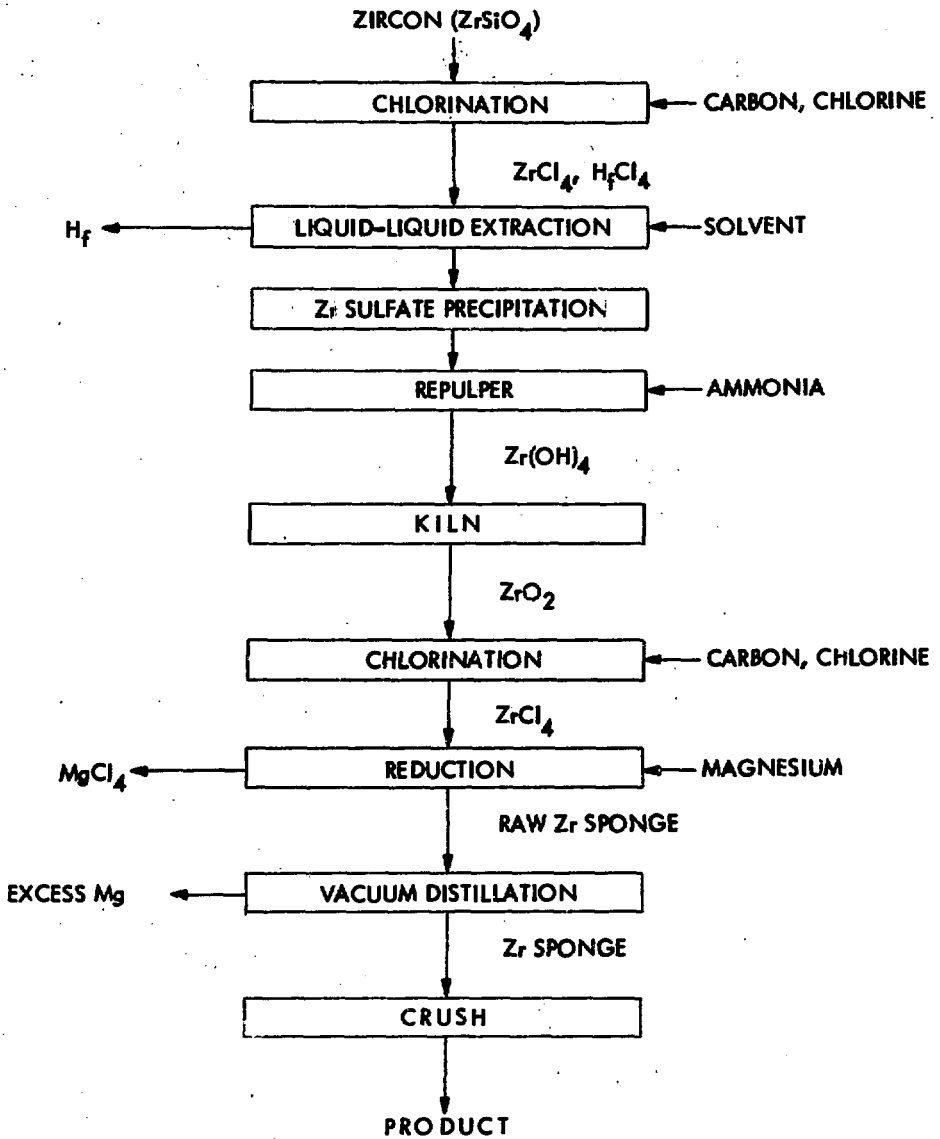 ZIRCON (ZrSiO4)
CHLORINATION
CARBON, CHLORINE
ZrCl4, HfCl4
Hf
LIQUID-LIQUID EXTRACTION
SOLVENT
Zr SULFATE PRECIPITATION
REPULPER
AMMONIA
Zr(OH)4
KILN
ZrO2
CHLORINATION
CARBON, CHLORINE
ZrCl4
MgCl4
REDUCTION
MAGNESIUM
RAW Zr SPONGE
EXCESS Mg
VACUUM DISTILLATION
Zr SPONGE
CRUSH
PRODUCT